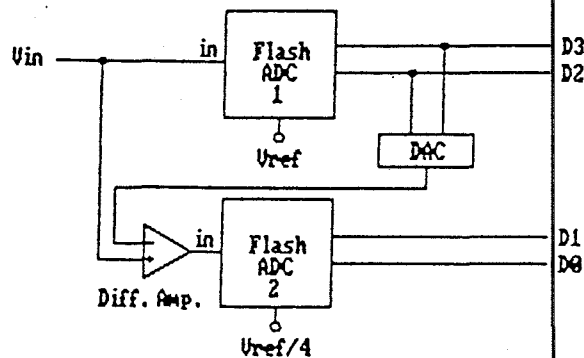 Vin
in
Flash
ADC
1
Vref
D3
D2
DAC
in
Flash
ADC
2
Vref/4
Diff. Amp.
D1
D0